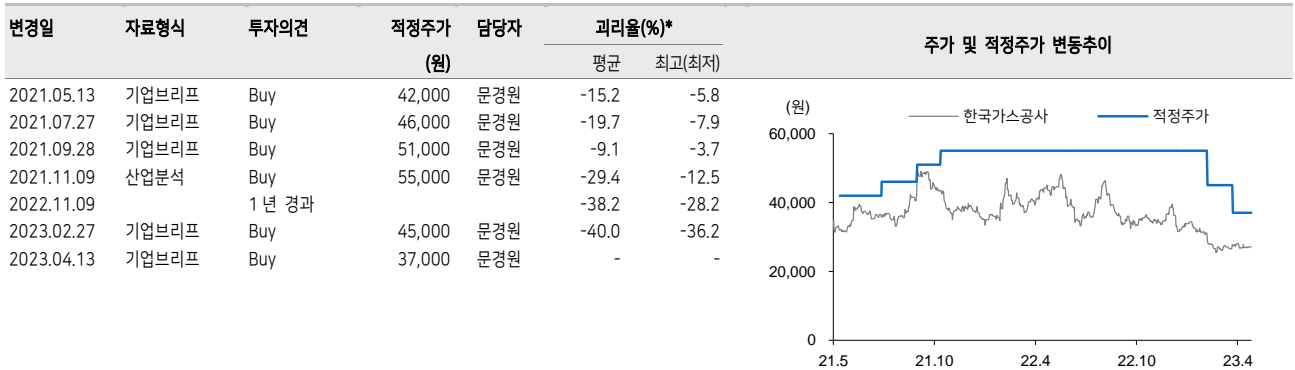 변경일 자료형식 투자의견 적정주가 담당자 괴리율(%)* 주가 및 적정주가 변동추이
(원) 평균 최고(최저)
2021.05.13 기업브리프 Buy 42,000 문경원 -15.2 -5.8
2021.07.27 기업브리프 Buy 46,000 문경원 -19.7 -7.9
2021.09.28 기업브리프 Buy 51,000 문경원 -9.1 -3.7
2021.11.09 산업분석 Buy 55,000 문경원 -29.4 -12.5
2022.11.09 1년 경과 -38.2 -28.2
2023.02.27 기업브리프 Buy 45,000 문경원 -40.0 -36.2
2023.04.13 기업브리프 Buy 37,000 문경원 - -
(원) 한국가스공사 적정주가
60,000
40,000
20,000
0
21.5 21.10 22.4 22.10 23.4